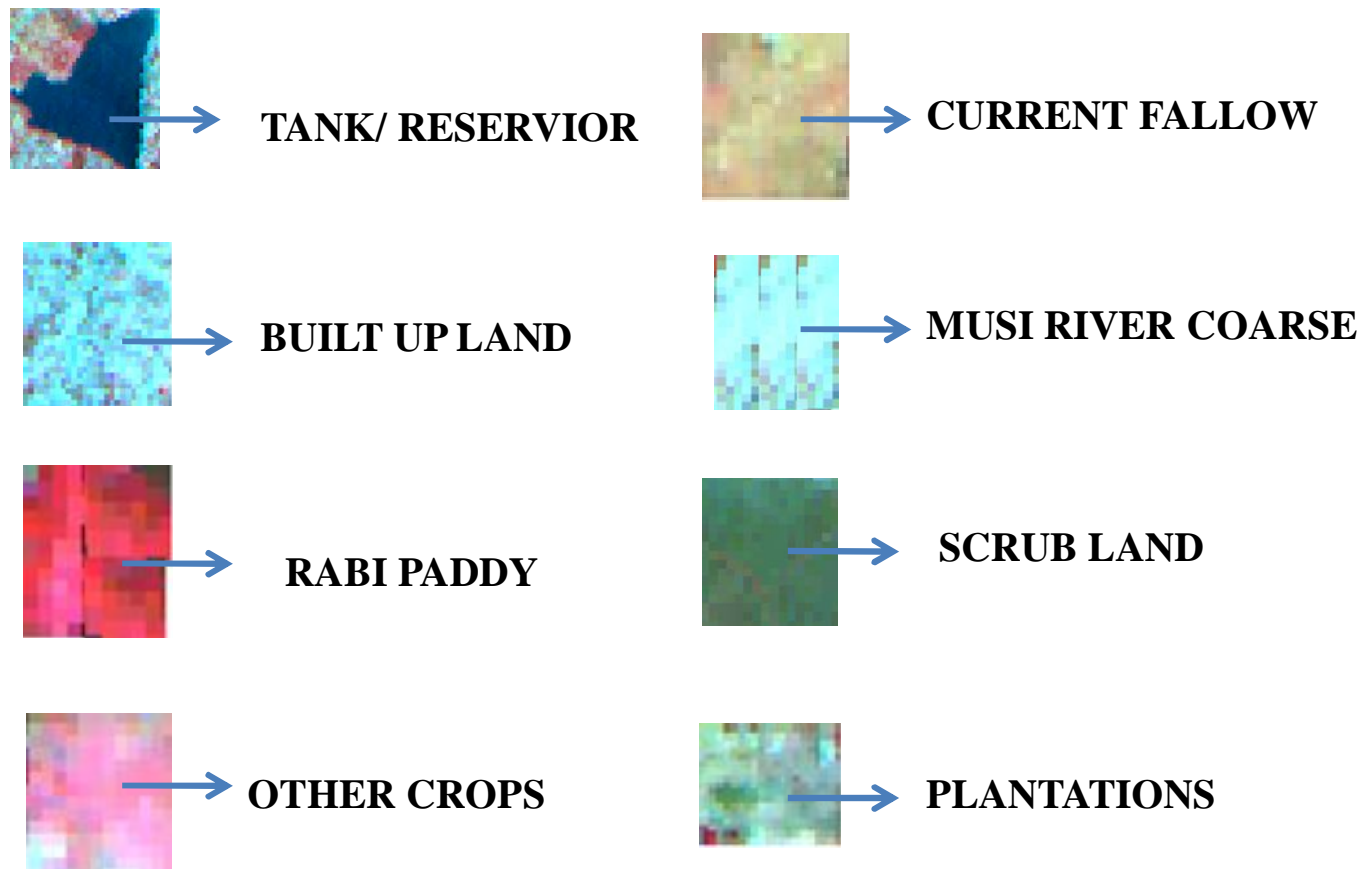 TANK/ RESERVIOR
CURRENT FALLOW
BUILT UP LAND
MUSI RIVER COARSE
RABI PADDY
SCRUB LAND
OTHER CROPS
PLANTATIONS